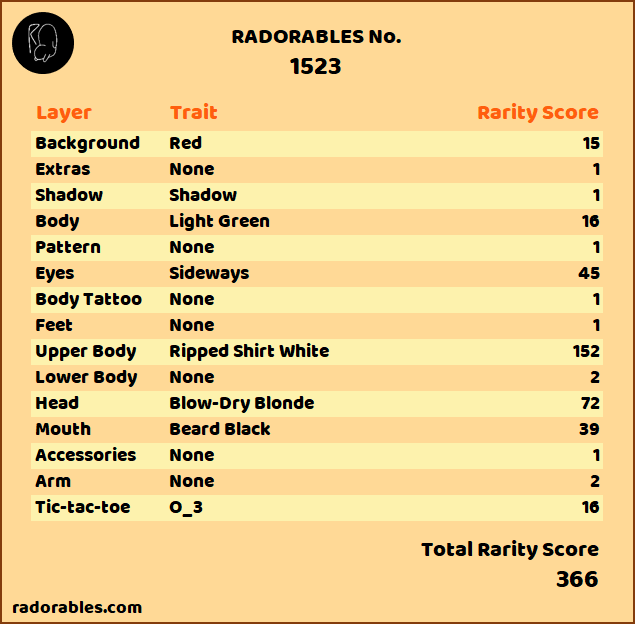 RADORABLES No.
1523
Layer Trait Rarity Score
Background Red 15
Extras None 1
Shadow Shadow 1
Body Light Green 16
Pattern None 1
Eyes Sideways 45
Body Tattoo None 1
Feet None 1
Upper Body Ripped Shirt White 152
Lower Body None 2
Head Blow-Dry Blonde 72
Mouth Beard Black 39
Accessories None 1
Arm None 2
Tic-tac-toe O_3 16
Total Rarity Score
366
radorables.com